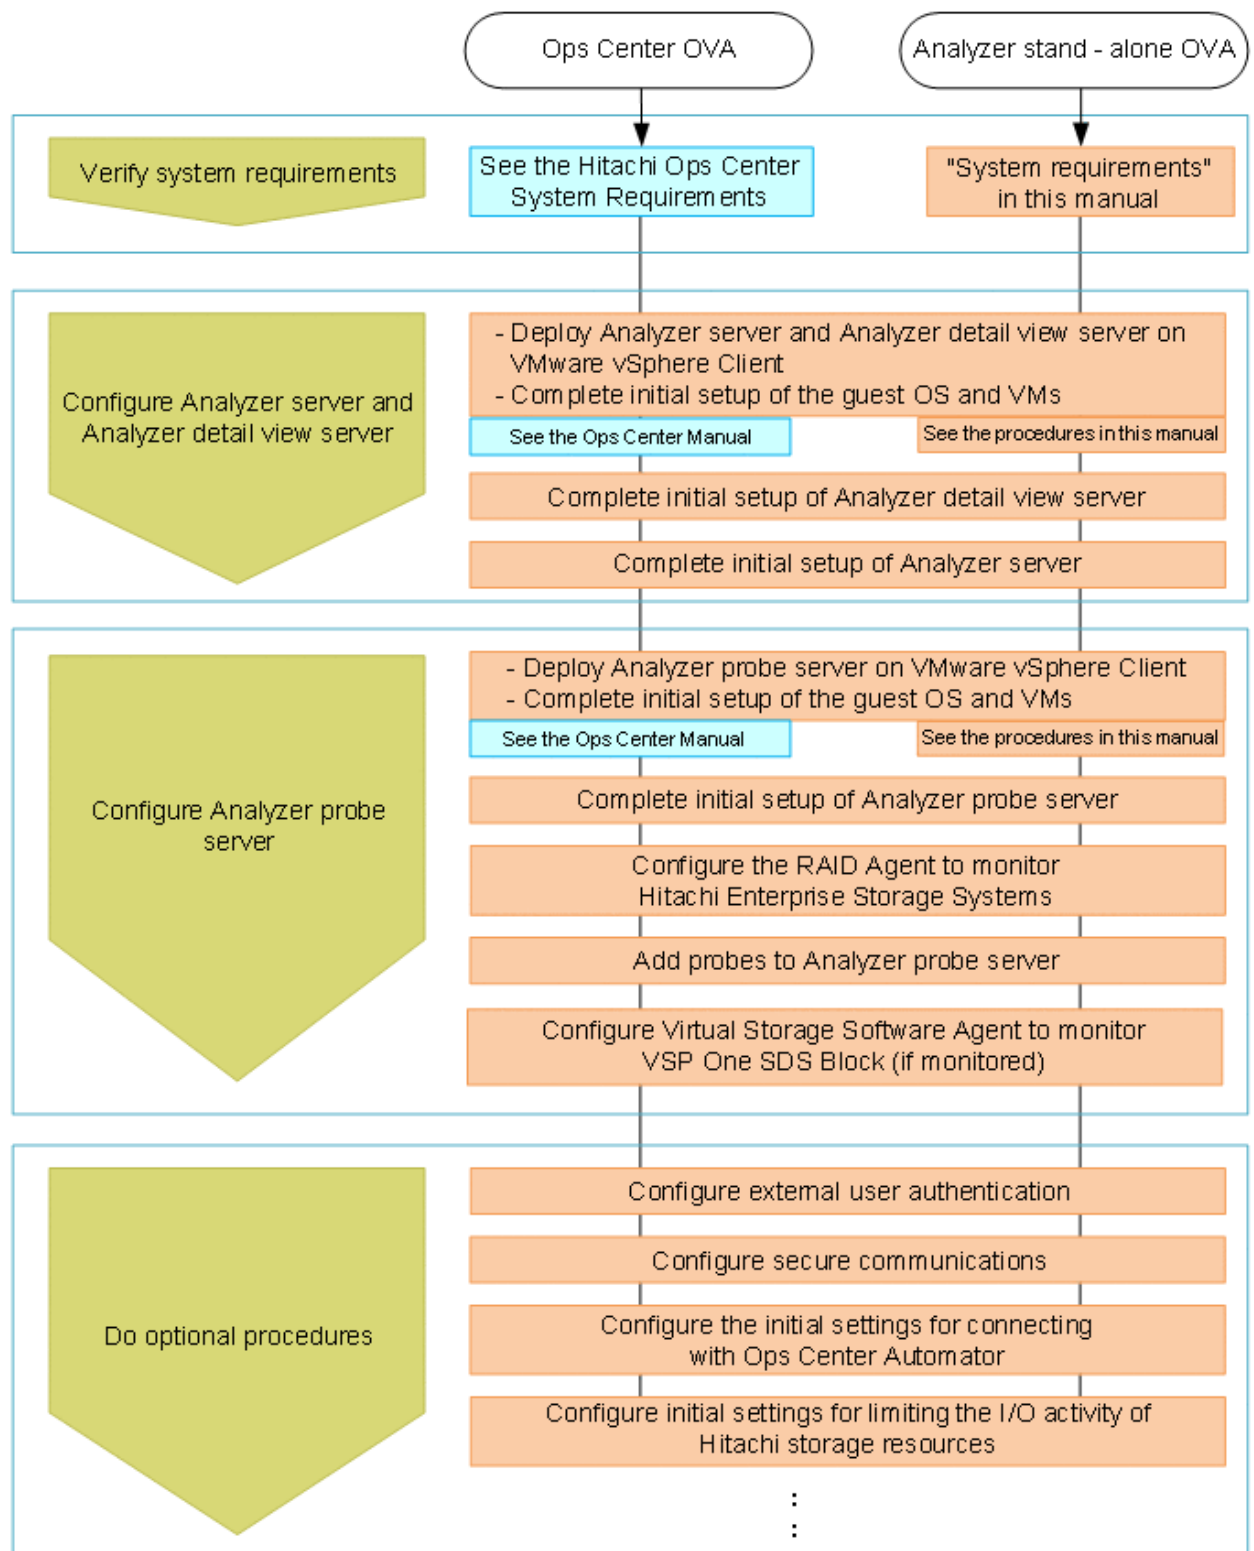 Ops Center OVA
Analyzer stand - alone OVA
Verify system requirements
See the Hitachi Ops Center
System Requirements
"System requirements"
in this manual
Configure Analyzer server and
Analyzer detail view server
- Deploy Analyzer server and Analyzer detail view server on
VMware vSphere Client
- Complete initial setup of the guest OS and VMs
See the Ops Center Manual
See the procedures in this manual
Complete initial setup of Analyzer detail view server
Complete initial setup of Analyzer server
Configure Analyzer probe
server
- Deploy Analyzer probe server on VMware vSphere Client
- Complete initial setup of the guest OS and VMs
See the Ops Center Manual
See the procedures in this manual
Complete initial setup of Analyzer probe server
Configure the RAID Agent to monitor
Hitachi Enterprise Storage Systems
Add probes to Analyzer probe server
Configure Virtual Storage Software Agent to monitor
VSP One SDS Block (if monitored)
Do optional procedures
Configure external user authentication
Configure secure communications
Configure the initial settings for connecting
with Ops Center Automator
Configure initial settings for limiting the I/O activity of
Hitachi storage resources
:
: